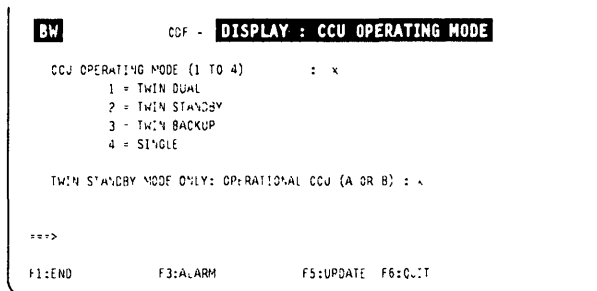 BW CDF - DISPLAY : CCU OPERATING MODE
CCU OPERATING MODE (1 TO 4) : x
1 = TWIN DUAL
2 = TWIN STANDBY
3 - TWIN BACKUP
4 = SINGLE
TWIN STANDBY MODE ONLY: OPERATIONAL CCU (A OR B) : x
===>
F1:END F3:ALARM F5:UPDATE F6:QUIT